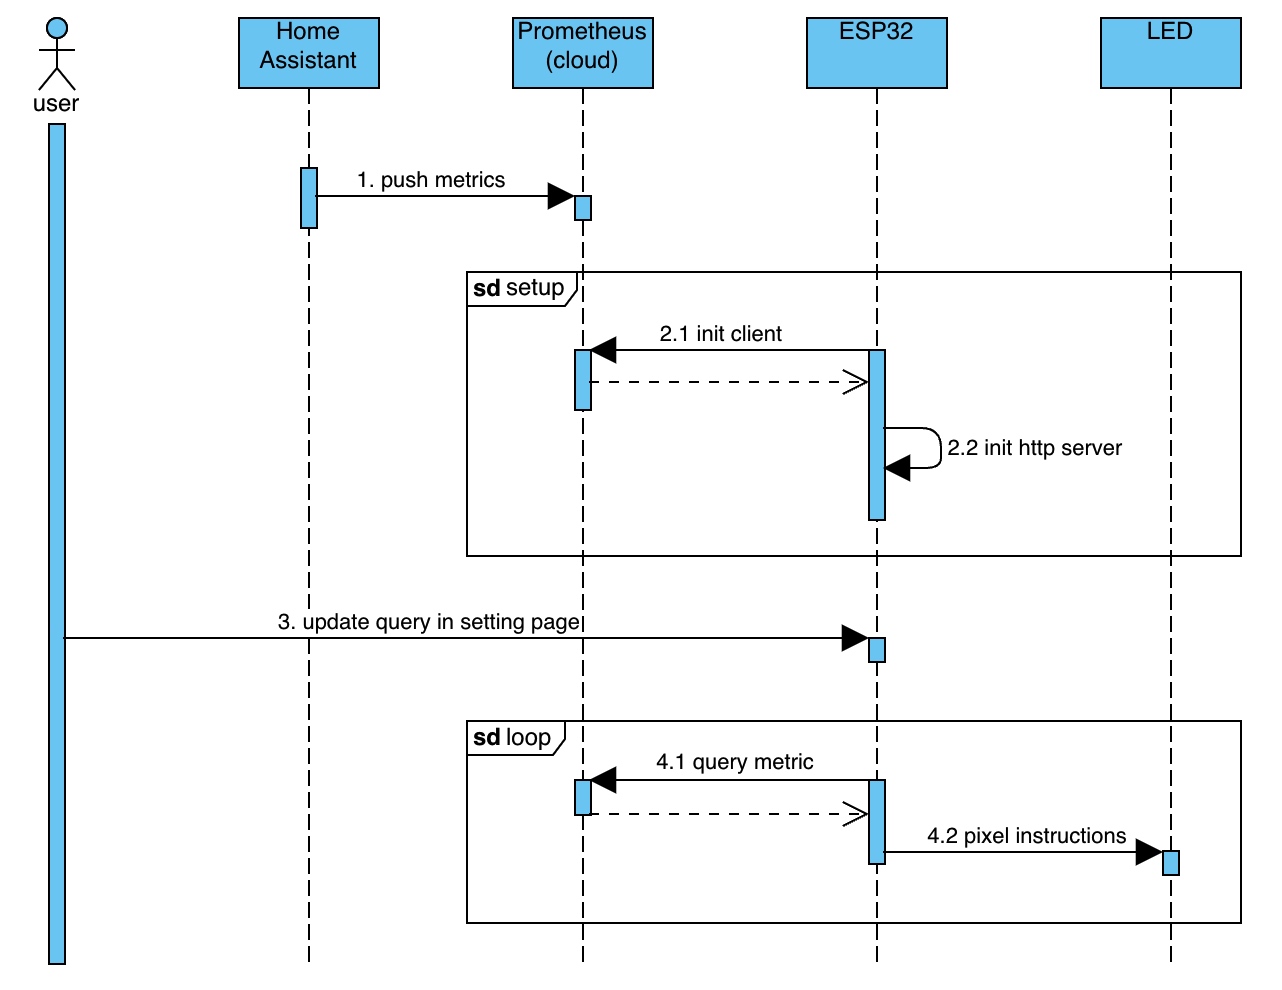 user
Home
Assistant
Prometheus
(cloud)
ESP32
LED
1. push metrics
sd setup
2.1 init client
2.2 init http server
3. update query in setting page
sd loop
4.1 query metric
4.2 pixel instructions